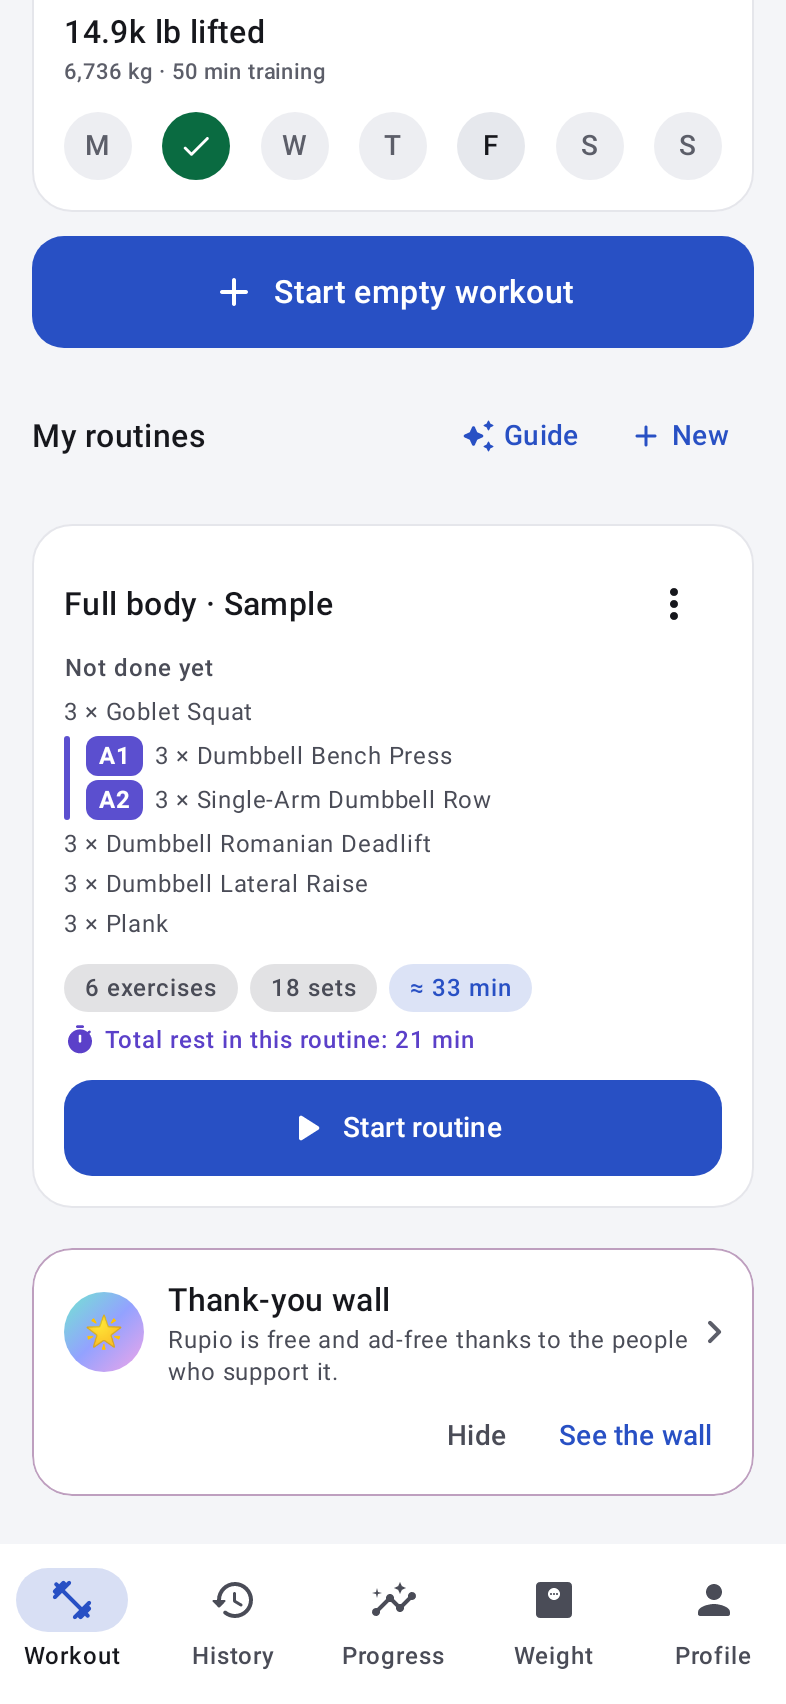 14.9k lb lifted
6,736 kg · 50 min training
M W T F S S
Start empty workout
My routines
Guide
New
Full body · Sample
Not done yet
3 × Goblet Squat
A1 3 × Dumbbell Bench Press
A2 3 × Single-Arm Dumbbell Row
3 × Dumbbell Romanian Deadlift
3 × Dumbbell Lateral Raise
3 × Plank
6 exercises
18 sets
≈ 33 min
Total rest in this routine: 21 min
Start routine
Thank-you wall
Rupio is free and ad-free thanks to the people
who support it.
Hide
See the wall
Workout
History
Progress
Weight
Profile